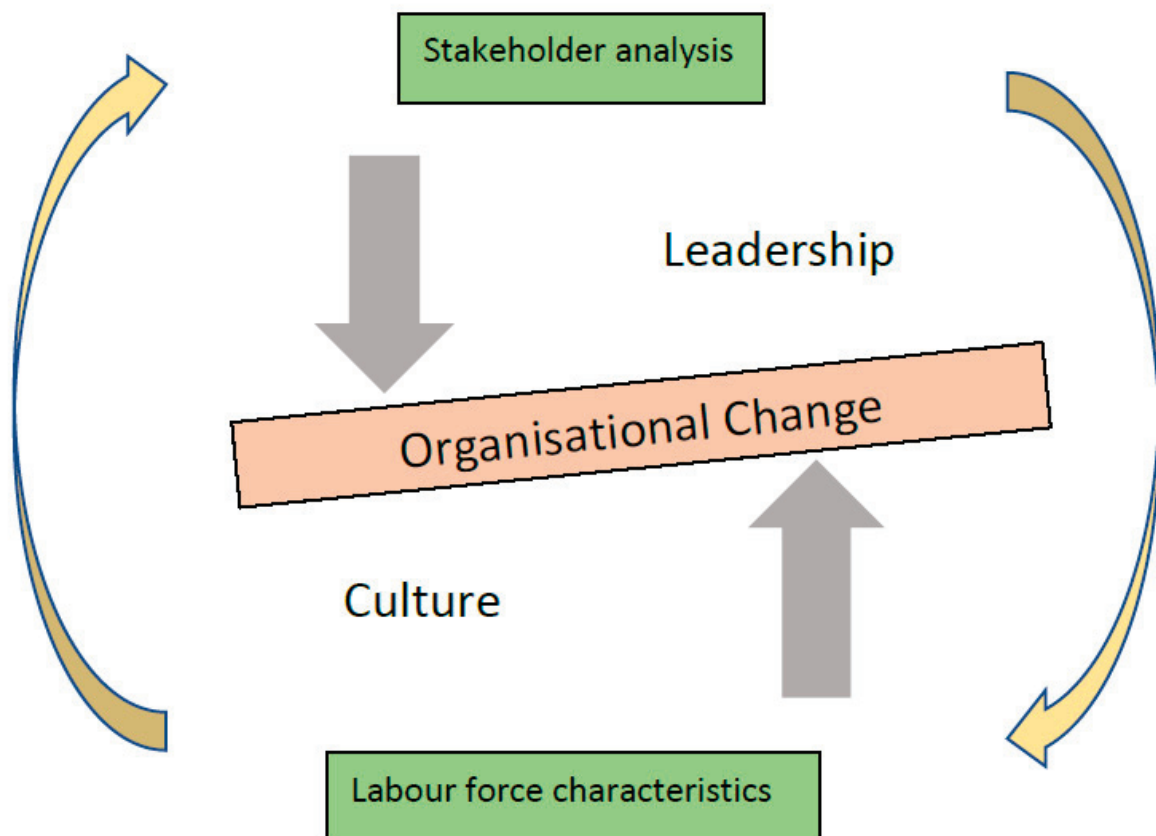 Stakeholder analysis
Leadership
Organisational Change
Culture
Labour force characteristics